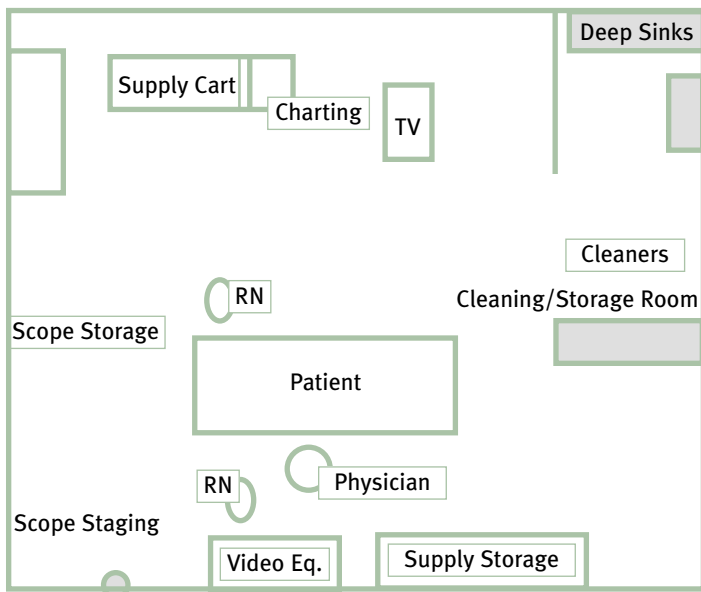 Deep Sinks
Supply Cart
Charting
TV
Cleaners
RN
Cleaning/Storage Room
Scope Storage
Patient
Physician
RN
Scope Staging
Video Eq.
Supply Storage